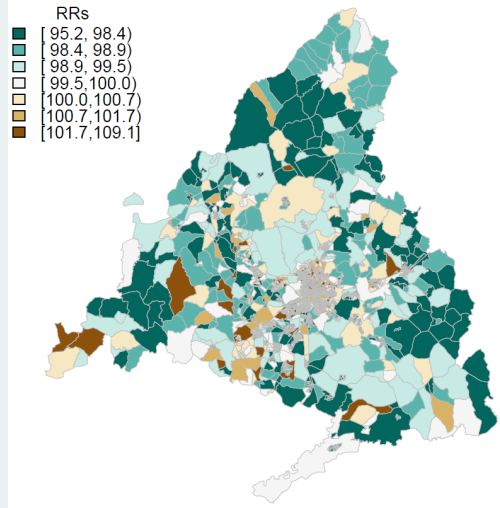 RRs
[ 95.2, 98.4)
[ 98.4, 98.9)
[ 98.9, 99.5)
[ 99.5,100.0)
[100.0,100.7)
[100.7,101.7)
[101.7,109.1]